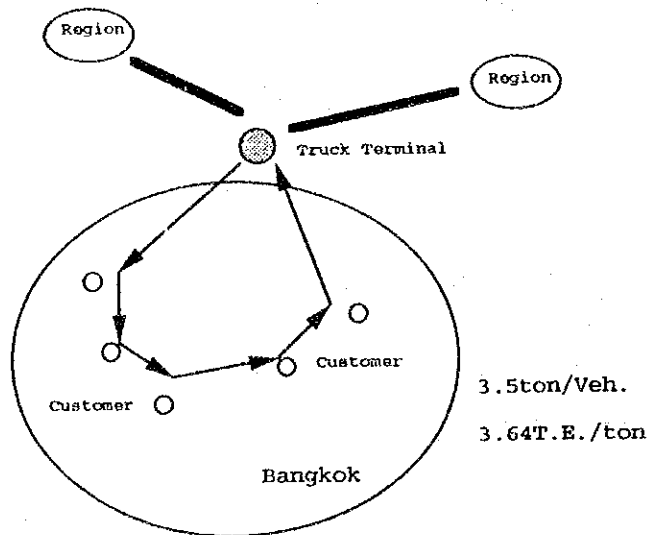 Region
Region
Truck Terminal
Customer
Customer
3.5ton/Veh.
3.64T.E./ton
Bangkok